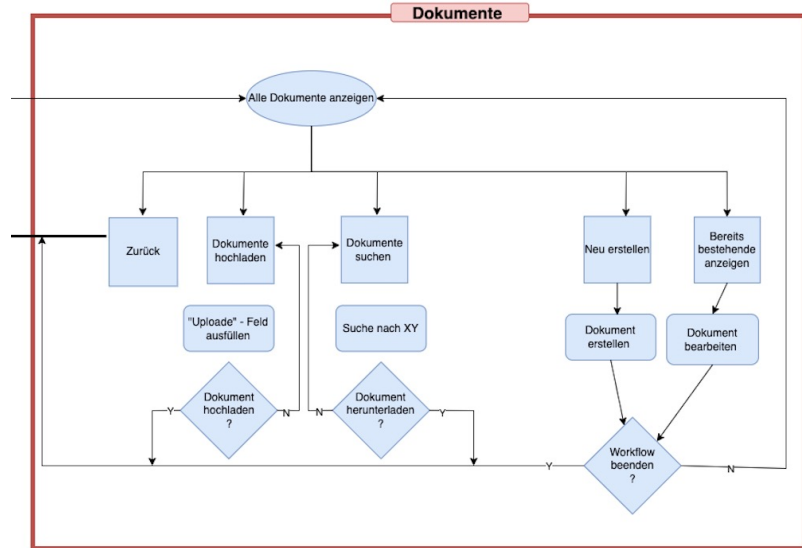 Dokumente
Alle Dokumente anzeigen
Zurück
Dokumente
hochladen
Dokumente
suchen
Neu erstellen
Bereits
bestehende
anzeigen
"Uploade" - Feld
ausfüllen
Suche nach XY
Dokument
erstellen
Dokument
bearbeiten
Y
Dokument
hochladen
?
N
N
Dokument
herunterladen
?
Y
Y
Workflow
beenden
?
N